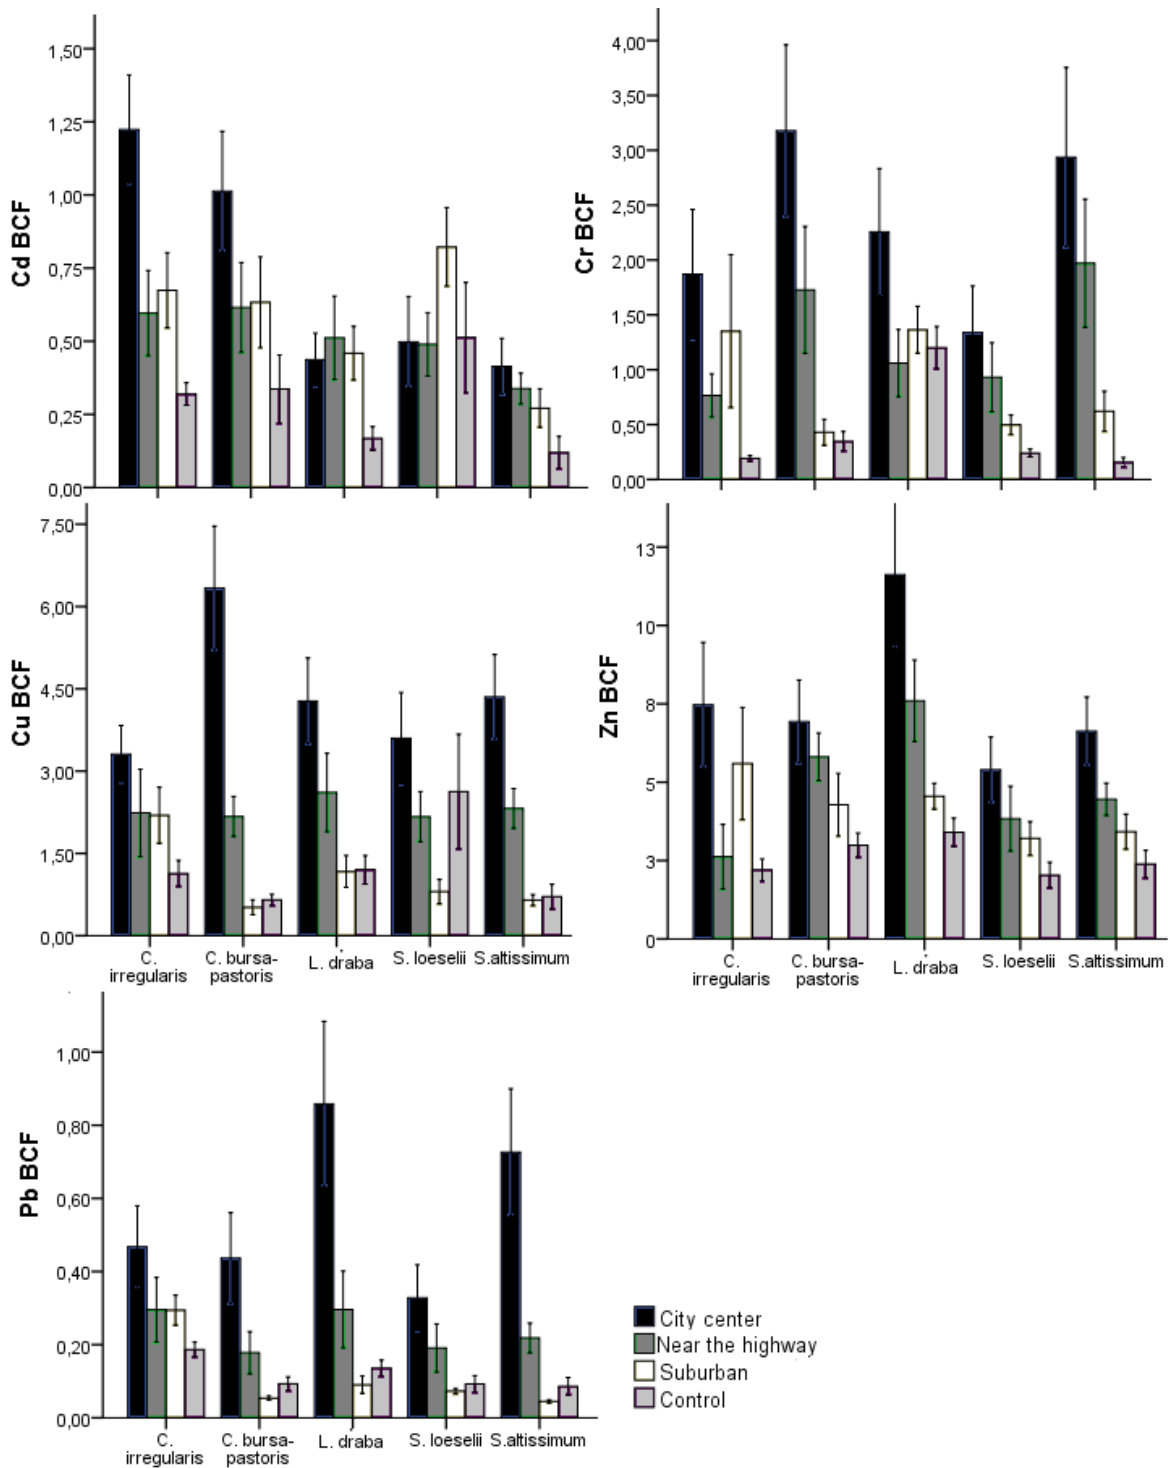 1,50
1,25
1,00
0,75
0,50
0,25
0,00
Cd BCF
4,00
3,50
3,00
2,50
2,00
1,50
1,00
0,50
0,00
Cr BCF
7,50
6,00
4,50
3,00
1,50
0,00
Cu BCF
C.
irregularis
C. bursa-
pastoris
L. draba
S. loeselii
S.altissimum
13
10
8
5
3
0
Zn BCF
C.
irregularis
C. bursa-
pastoris
L. draba
S. loeselii
S.altissimum
1,00
0,80
0,60
0,40
0,20
0,00
Pb BCF
C.
irregularis
C. bursa-
pastoris
L. draba
S. loeselii
S.altissimum
City center
Near the highway
Suburban
Control